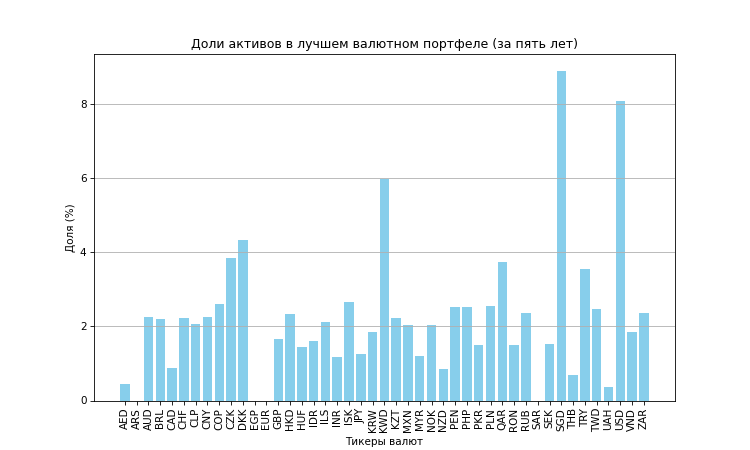 Доли активов в лучшем валютном портфеле (за пять лет)
Доля (%)
8
6
4
2
0
AED ARS AUD BRL CAD CHF CLP CNY COP CZK DKK EGP EUR GBP HKD HUF IDR ILS INR ISK JPY KRW KWD KZT MXN MYR NOK NZD PEN PHP PKR PLN QAR RON RUB SAR SEK SGD THB TRY TWD UAH USD VND ZAR
Тикеры валют